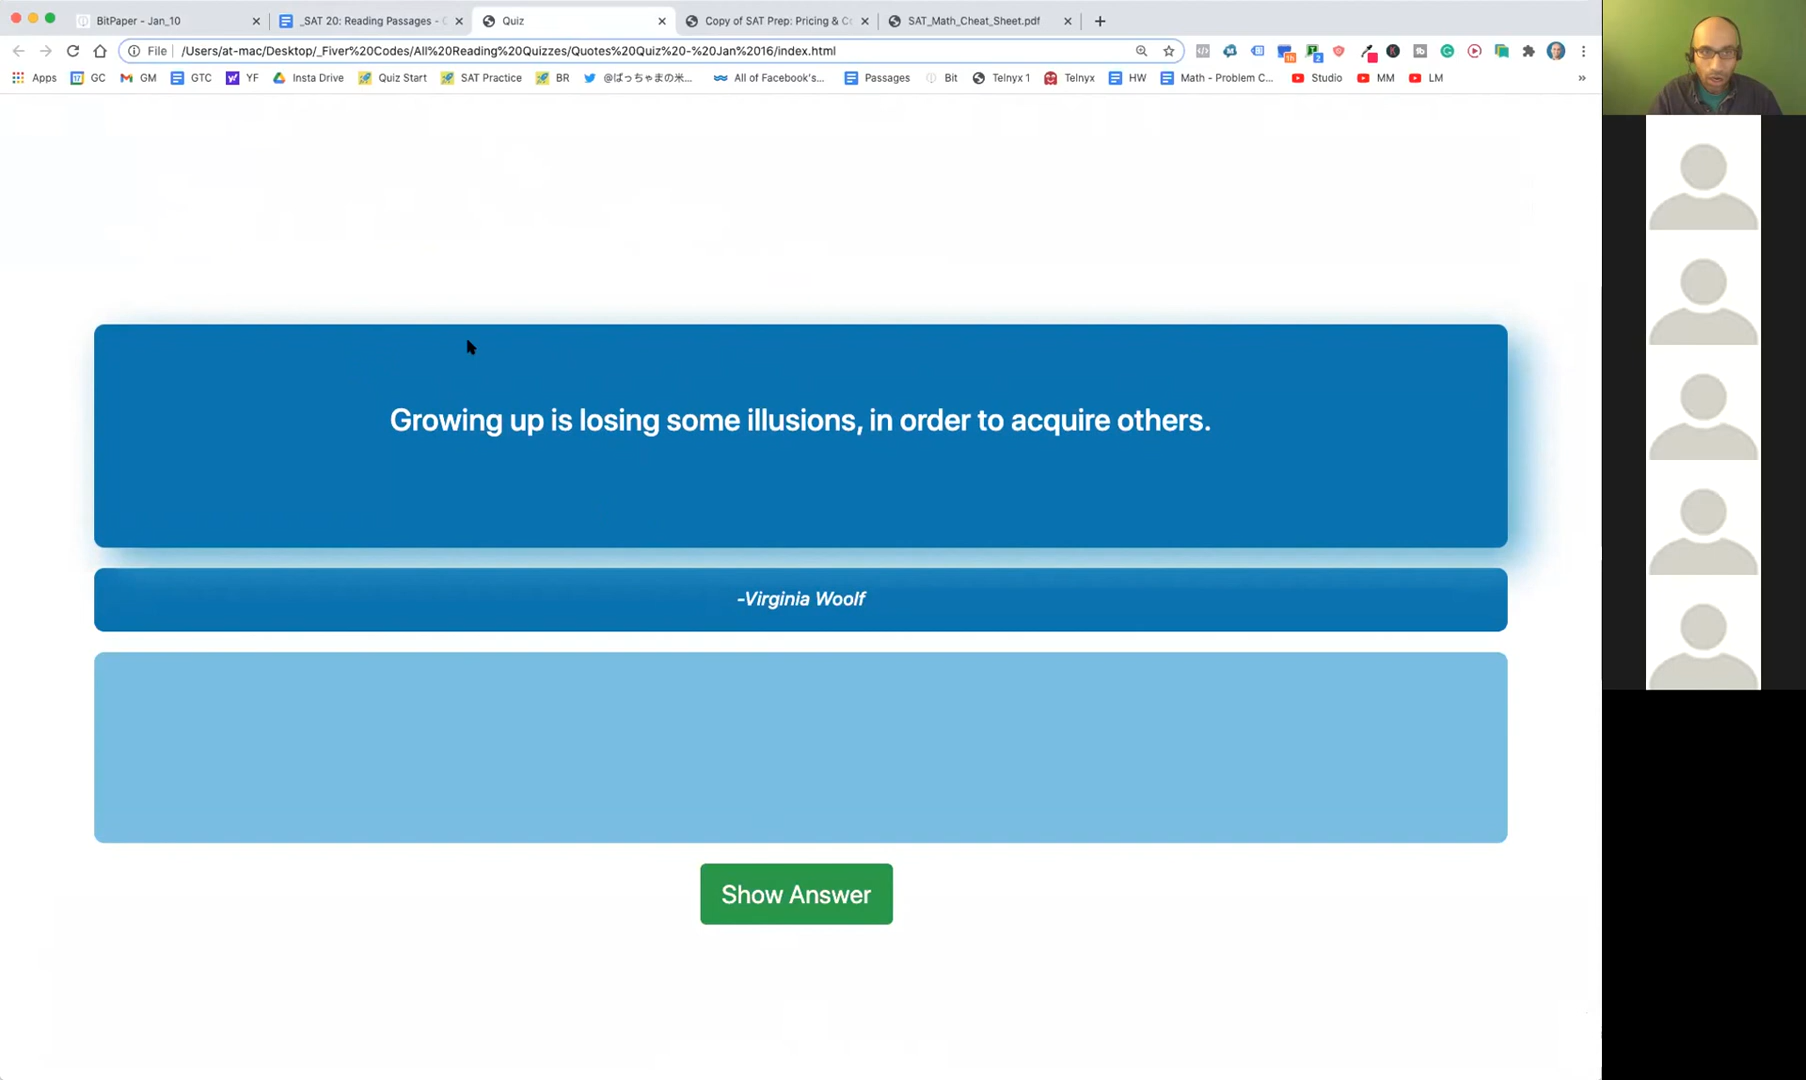 BitPaper - Jan_10
_SAT 20: Reading Passages - G
Quiz
Copy of SAT Prep: Pricing & Co
SAT_Math_Cheat_Sheet.pdf
File /Users/at-mac/Desktop/_Fiver%20Codes/All%20Reading%20Quizzes/Quotes%20Quiz%20-%20Jan%2016/index.html
Apps 17 GC GM GTC YF Insta Drive Quiz Start SAT Practice BR @ばっちゃまの米... All of Facebook's... Passages Bit Telnyx 1 Telnyx HW Math - Problem C... Studio MM LM »
Growing up is losing some illusions, in order to acquire others.
-Virginia Woolf
Show Answer